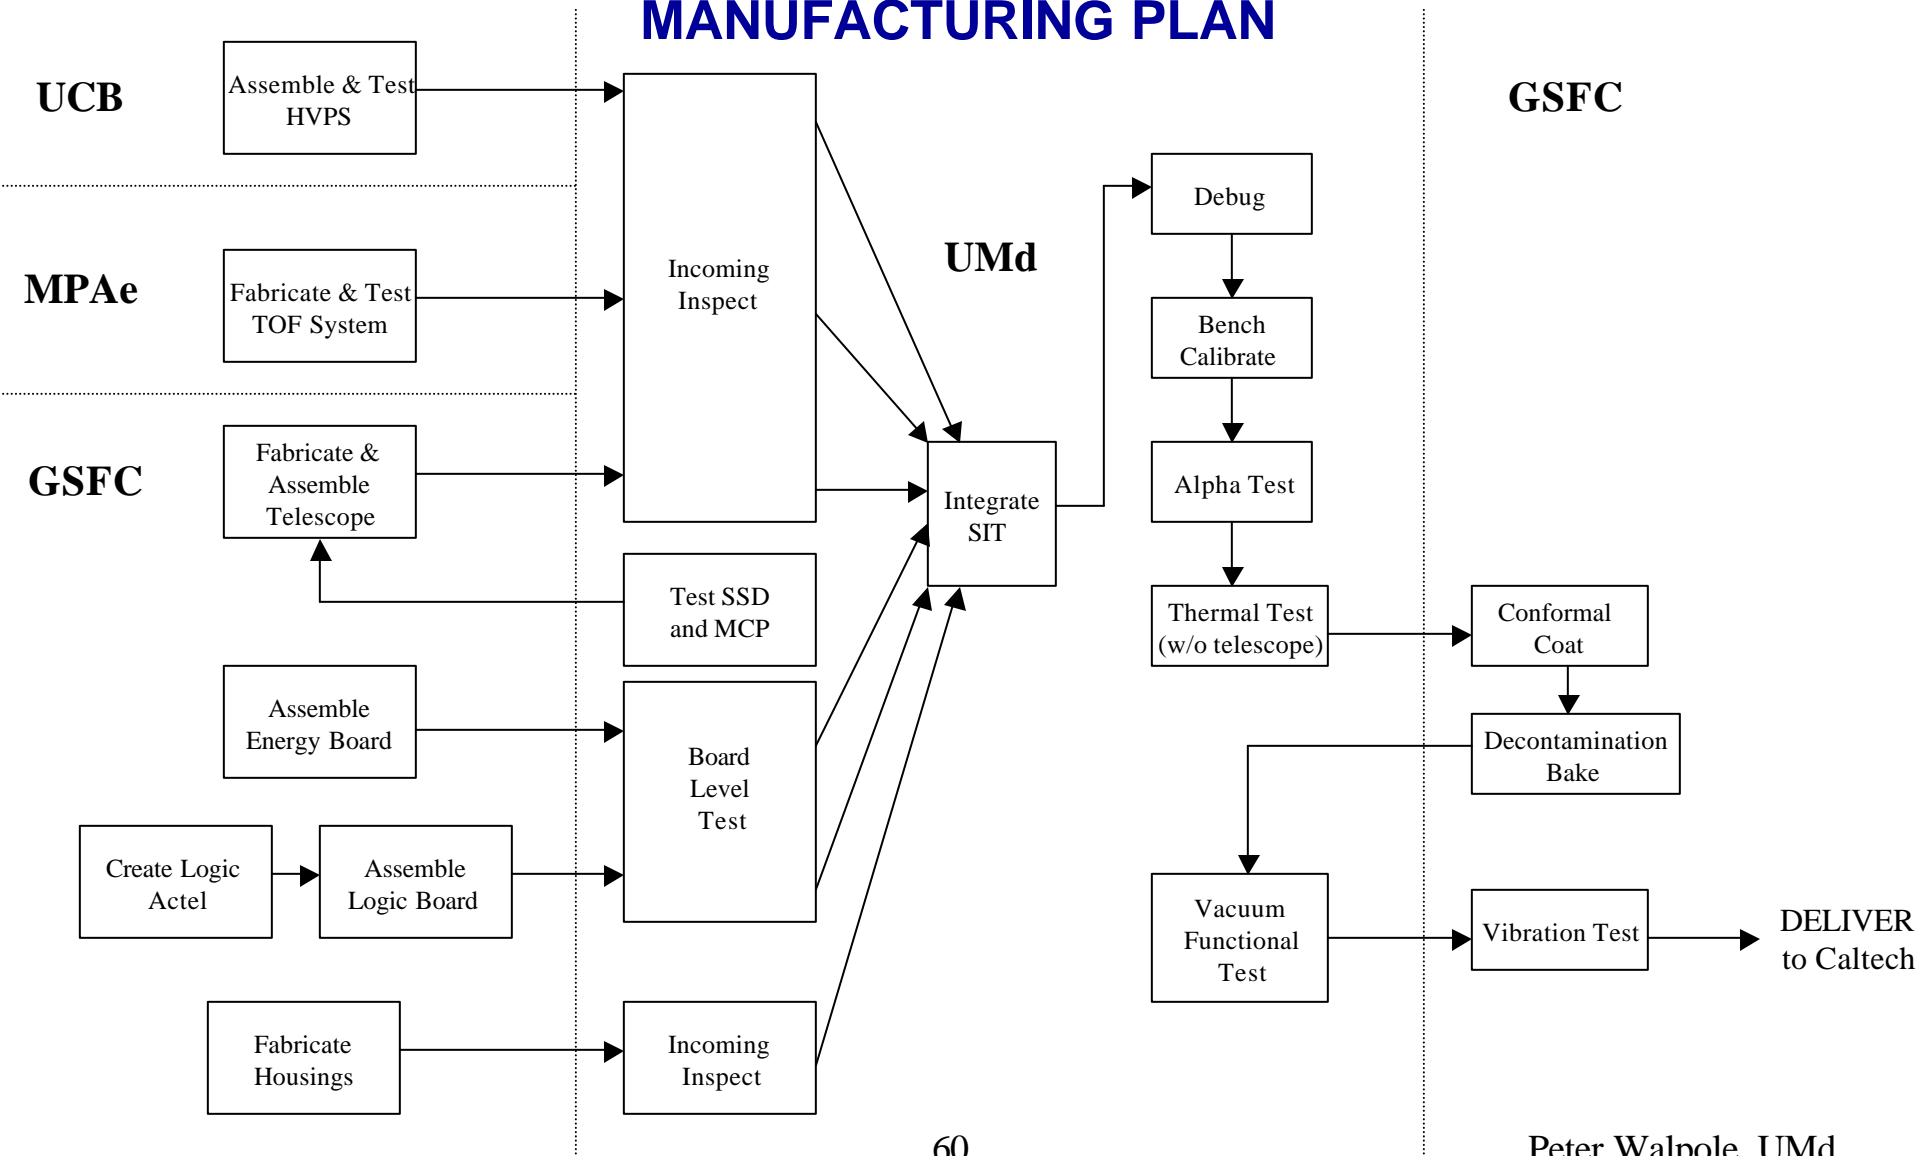 MANUFACTURING PLAN
UCB
Assemble & Test
HVPS
GSFC
MPAe
Fabricate & Test
TOF System
Incoming
Inspect
UMd
Debug
Bench
Calibrate
GSFC
Fabricate &
Assemble
Telescope
Alpha Test
Integrate
SIT
Test SSD
and MCP
Thermal Test
(w/o telescope)
Conformal
Coat
Assemble
Energy Board
Board
Level
Test
Decontamination
Bake
Create Logic
Actel
Assemble
Logic Board
Vacuum
Functional
Test
Vibration Test
DELIVER
to Caltech
Fabricate
Housings
Incoming
Inspect
60
Peter Walpole, UMd